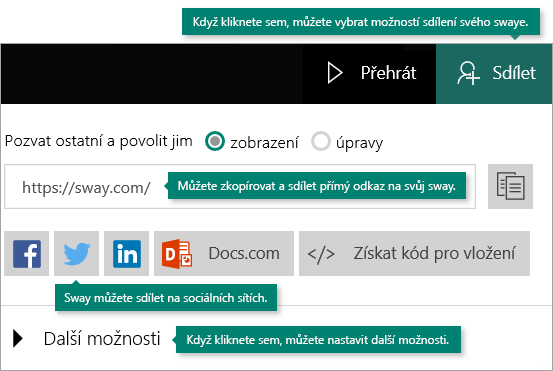 Když kliknete sem, můžete vybrat možností sdílení svého swaye.
Přehrát
Sdílet
Pozvat ostatní a povolit jim zobrazení úpravy
https://sway.com/
Můžete zkopírovat a sdílet přímý odkaz na svůj sway.
Docs.com
</> Získat kód pro vložení
Sway můžete sdílet na sociálních sítích.
Další možnosti
Když kliknete sem, můžete nastavit další možnosti.